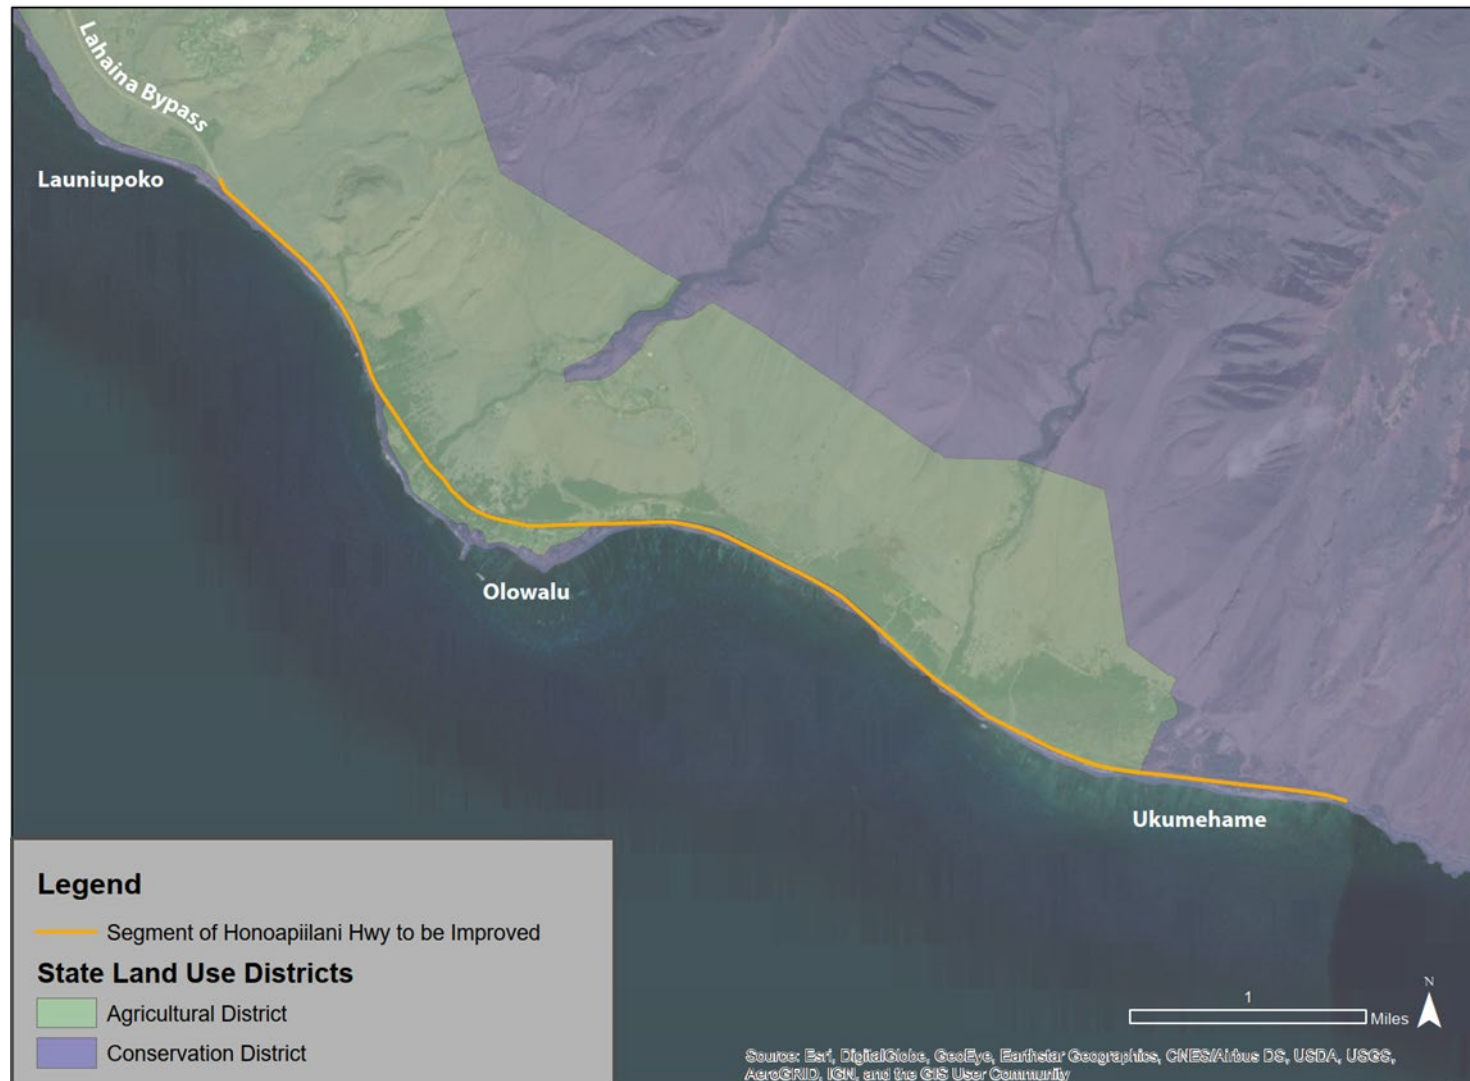 Lahaina Bypass
Launiupoko
Olowalu
Ukumehame
Legend
Segment of Honoapiilani Hwy to be Improved
State Land Use Districts
Agricultural District
Conservation District
1
Miles
N
Source: Esri, DigitalGlobe, GeoEye, Earthstar Geographics, CNES/Airbus DS, USDA, USGS,
AeroGRID, IGN, and the GIS User Community